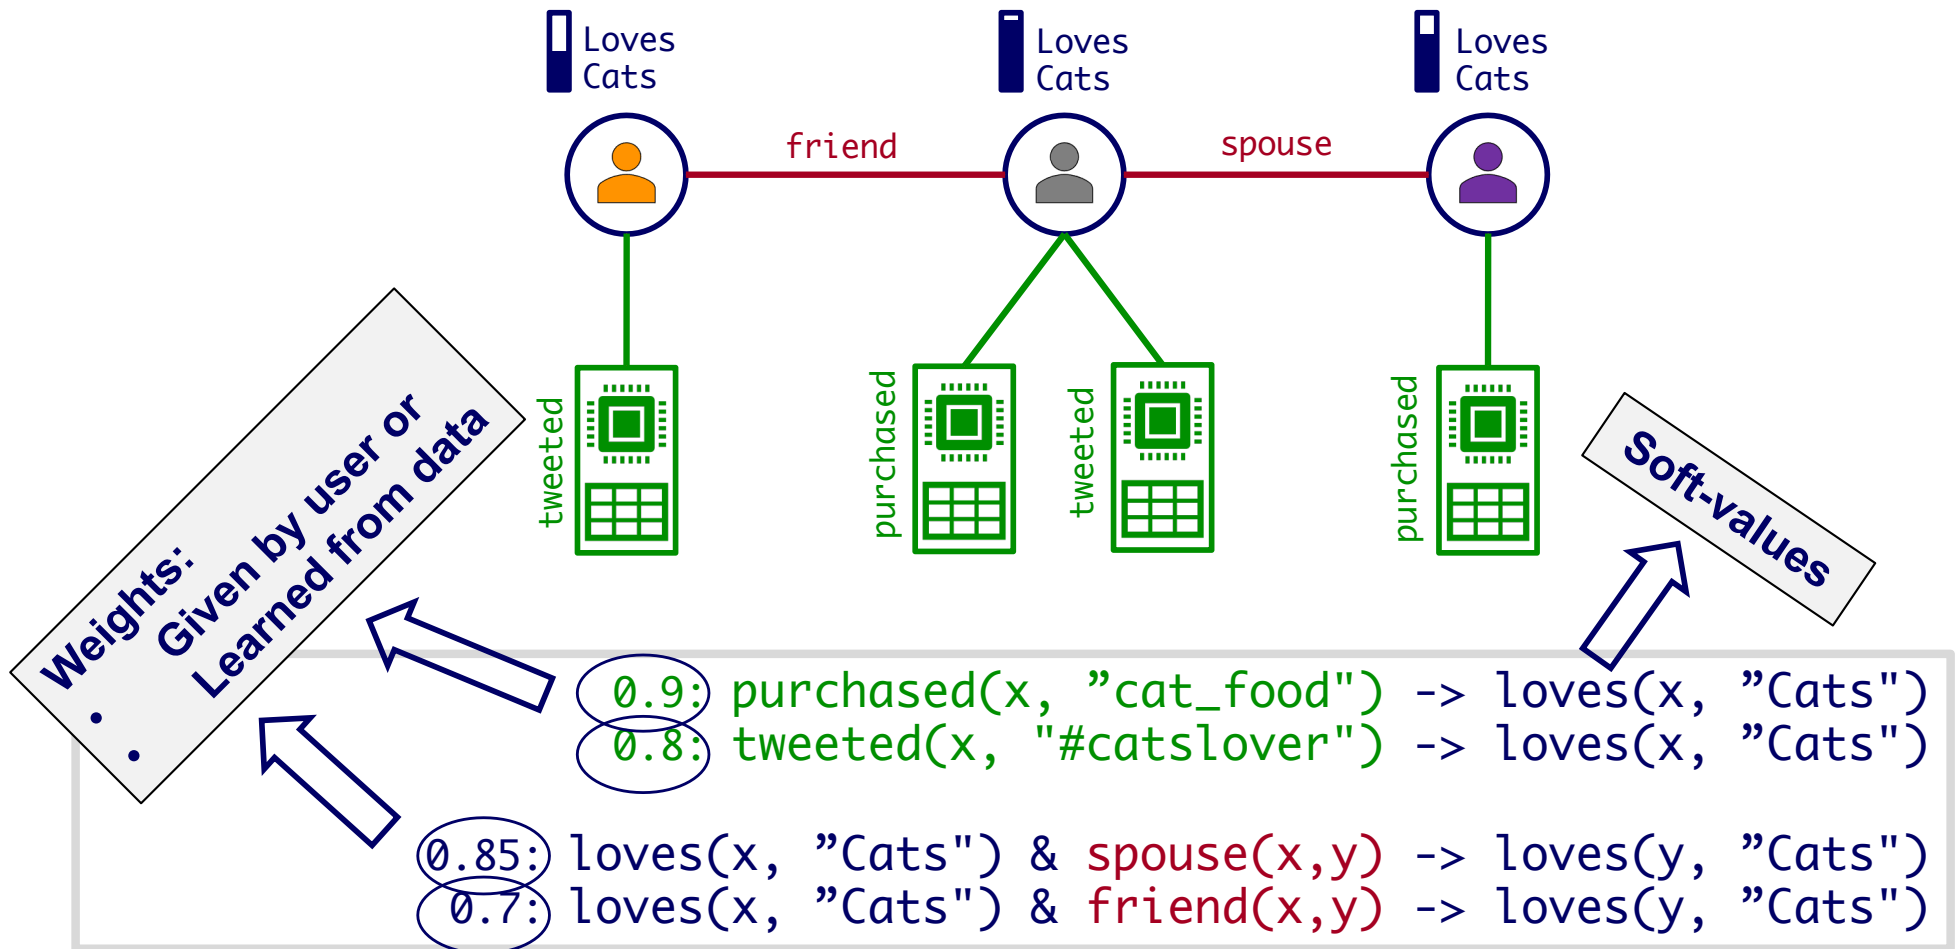 Loves
Cats
Loves
Cats
Loves
Cats
friend
spouse
tweeted
purchased
tweeted
purchased
Weights:
• Given by user or
• Learned from data
Soft-values
0.9: purchased(x, ”cat_food") -> loves(x, ”Cats")
0.8: tweeted(x, "#catslover") -> loves(x, ”Cats")
0.85: loves(x, ”Cats") & spouse(x,y) -> loves(y, ”Cats")
0.7: loves(x, ”Cats") & friend(x,y) -> loves(y, ”Cats")